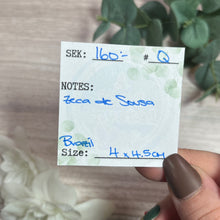 SEK: 160:- # Q
NOTES:
Zeca de Sousa
Brazil
Size: 4 x 4.5cm